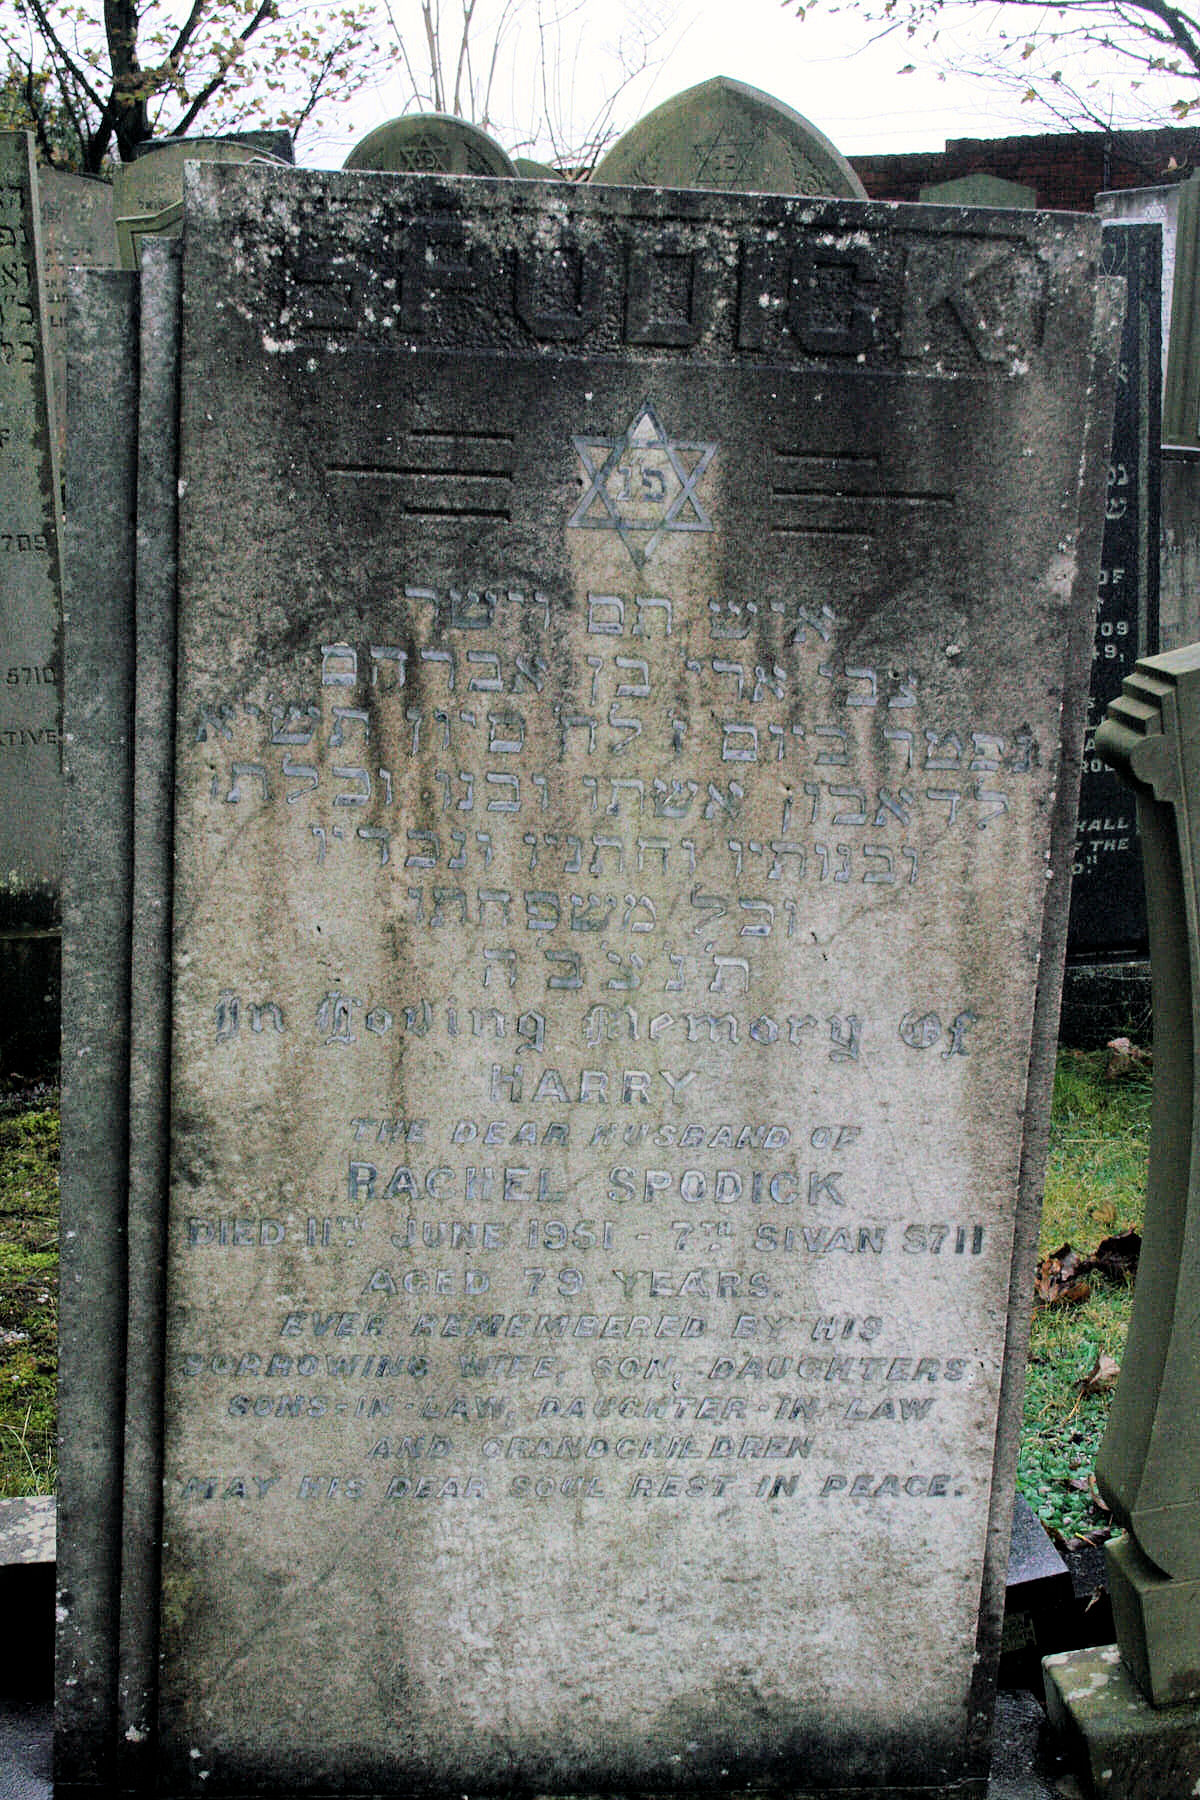 SPODICK
פ נ
איש תם וישר
צבי ארי בן אברהם
נפטר ביום ז׳ לח׳ סיון תשי״א
לדאבון אשתו ובנו וכלתו
ובנותיו וחתניו ונכדיו
וכל משפחתו
ת׳נ׳צ׳ב׳ה
In Loving Memory Of
HARRY
THE DEAR HUSBAND OF
RACHEL SPODICK
DIED 11TH JUNE 1951 - 7TH SIVAN 5711
AGED 79 YEARS.
EVER REMEMBERED BY HIS
SORROWING WIFE, SON, DAUGHTERS,
SONS-IN-LAW, DAUGHTER-IN-LAW
AND GRANDCHILDREN
MAY HIS DEAR SOUL REST IN PEACE.
5709
5710